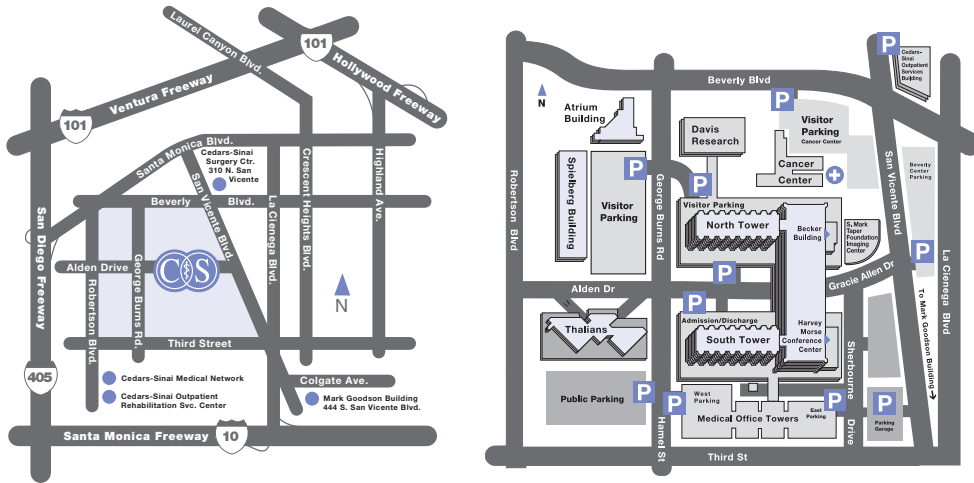 Laurel Canyon Blvd.
101
Hollywood Freeway
Ventura Freeway
101
Santa Monica Blvd.
Cedars-Sinai
Surgery Ctr.
310 N. San
Vicente
San Vicente Blvd.
La Cienega Blvd.
Crescent Heights Blvd.
Highland Ave.
Beverly Blvd.
San Diego Freeway
Alden Drive
CS
Robertson Blvd.
George Burns Rd.
N
Third Street
405
Cedars-Sinai Medical Network
Cedars-Sinai Outpatient
Rehabilitation Svc. Center
Colgate Ave.
Mark Goodson Building
444 S. San Vicente Blvd.
Santa Monica Freeway
10
P
P
Cedars-
Sinai
Outpatient
Services
Building
Beverly Blvd
N
Atrium
Building
P
Visitor
Parking
Cancer Center
Davis
Research
Cancer
Center
San Vicente Blvd
Beverly
Center
Parking
Robertson Blvd
Spielberg Building
P
Visitor
Parking
George Burns Rd
P
Visitor Parking
North Tower
Becker
Building
S. Mark
Taper
Foundation
Imaging
Center
P
La Cienega Blvd
P
Gracie Allen Dr
Alden Dr
P
Admission/Discharge
Thalians
South Tower
Harvey
Morse
Conference
Center
To Mark Goodson Building →
Sherbourne
Drive
Public Parking
P
P
West
Parking
Medical Office Towers
East
Parking
P
P
Parking
Garage
Hamel St
Third St